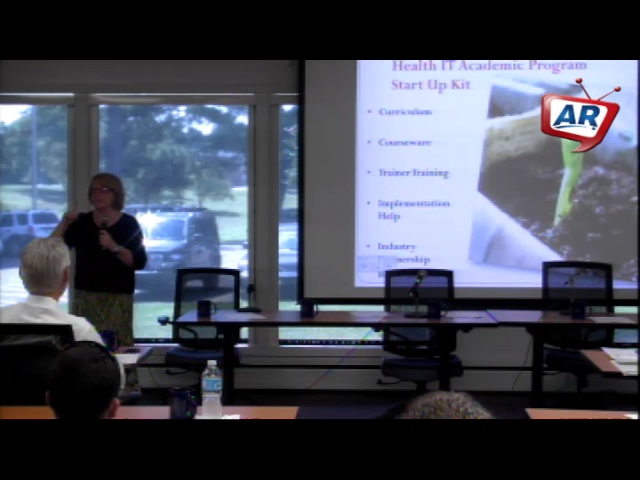 Health IT Academic Program
Start Up Kit
AR
• Curriculum
• Courseware
• Trainer Training
• Implementation
Help
• Industry